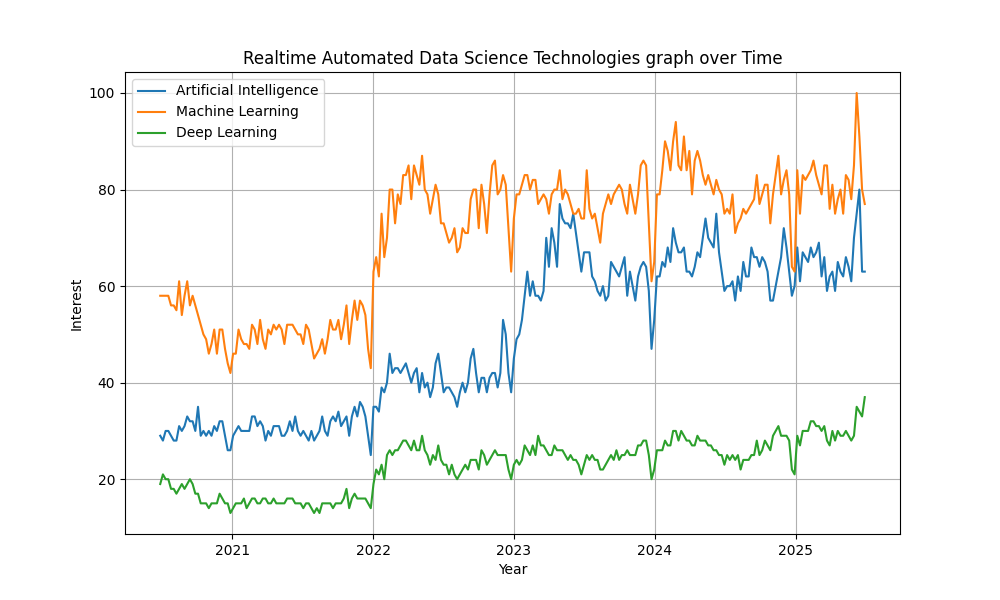 Realtime Automated Data Science Technologies graph over Time
Artificial Intelligence
Machine Learning
Deep Learning
100
80
60
40
20
Interest
2021 2022 2023 2024 2025
Year